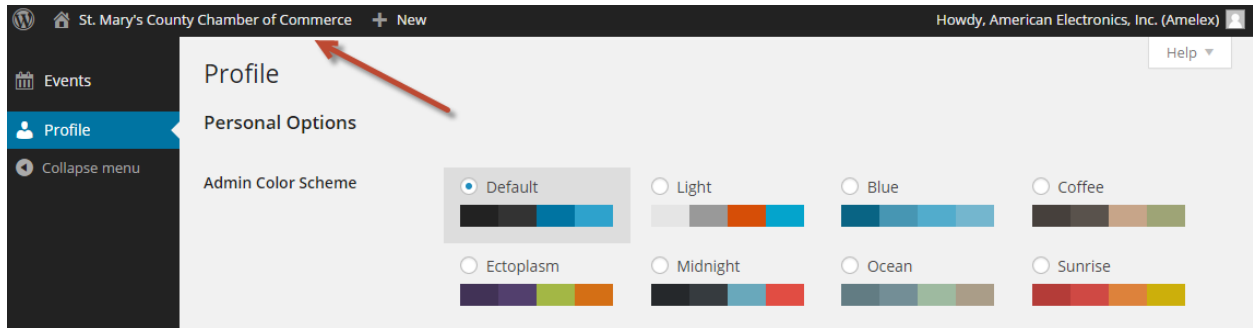 St. Mary's County Chamber of Commerce + New Howdy, American Electronics, Inc. (Amelex)
Help
Events
Profile
Collapse menu
Profile
Personal Options
Admin Color Scheme
Default Light Blue Coffee
Ectoplasm Midnight Ocean Sunrise